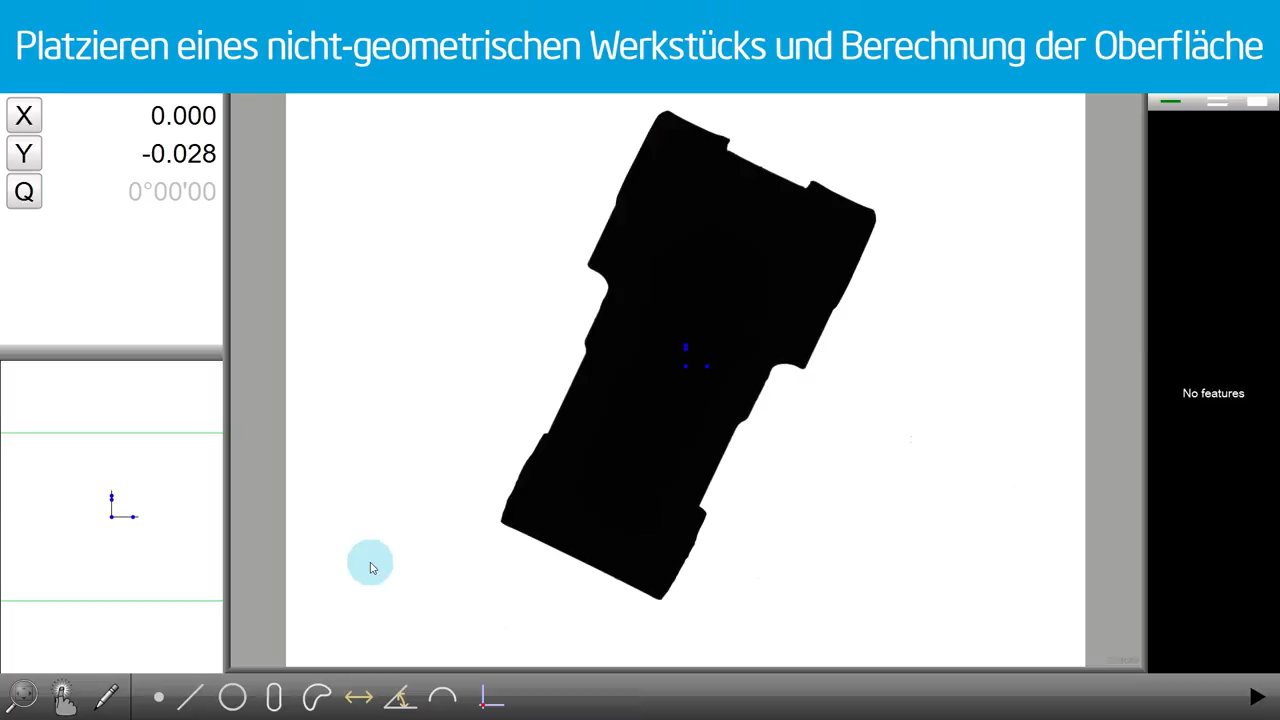 Platzieren eines nicht-geometrischen Werkstücks und Berechnung der Oberfläche
X 0.000
Y -0.028
Q 0°00'00
No features